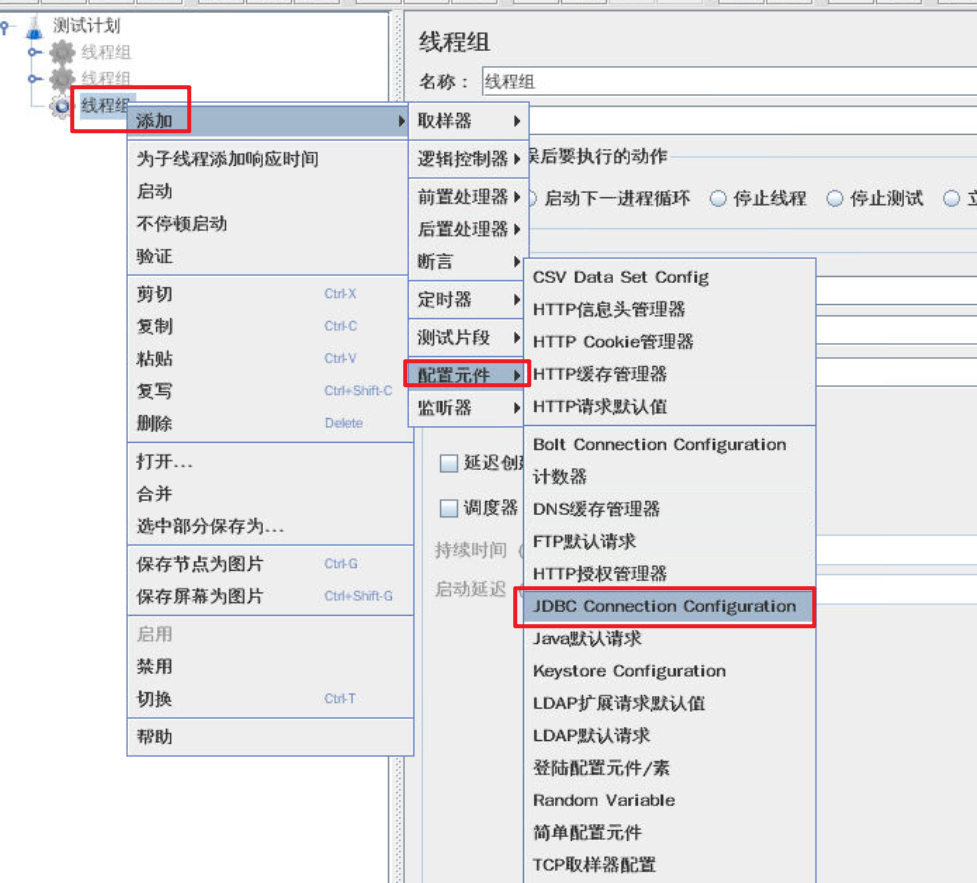 测试计划
线程组
线程组
线程组
线程组
名称：
线程组
添加
为子线程添加响应时间
启动
不停顿启动
验证
剪切 Ctrl-X
复制 Ctrl-C
粘贴 Ctrl-V
复写 Ctrl+Shift-C
删除 Delete
打开...
合并
选中部分保存为...
保存节点为图片 Ctrl-G
保存屏幕为图片 Ctrl+Shift-G
启用
禁用
切换 Ctrl-T
帮助
取样器
逻辑控制器
前置处理器
后置处理器
断言
定时器
测试片段
配置元件
监听器
后要执行的动作
启动下一进程循环
停止线程
停止测试
延迟创
调度器
持续时间（
启动延迟
CSV Data Set Config
HTTP信息头管理器
HTTP Cookie管理器
HTTP缓存管理器
HTTP请求默认值
Bolt Connection Configuration
计数器
DNS缓存管理器
FTP默认请求
HTTP授权管理器
JDBC Connection Configuration
Java默认请求
Keystore Configuration
LDAP扩展请求默认值
LDAP默认请求
登陆配置元件/素
Random Variable
简单配置元件
TCP取样器配置